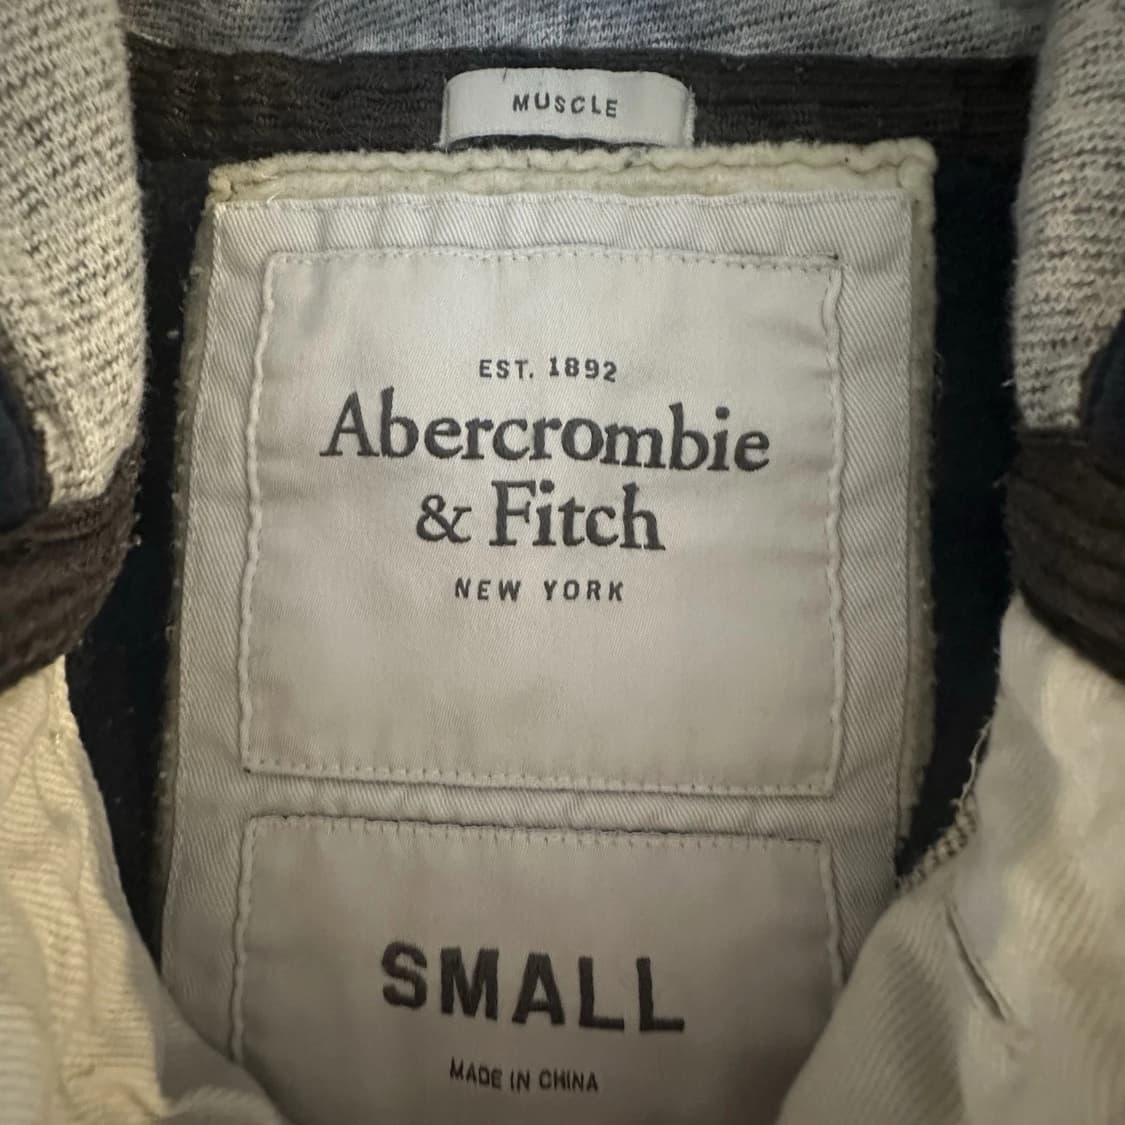 MUSCLE
EST. 1892
Abercrombie
& Fitch
NEW YORK
SMALL
MADE IN CHINA